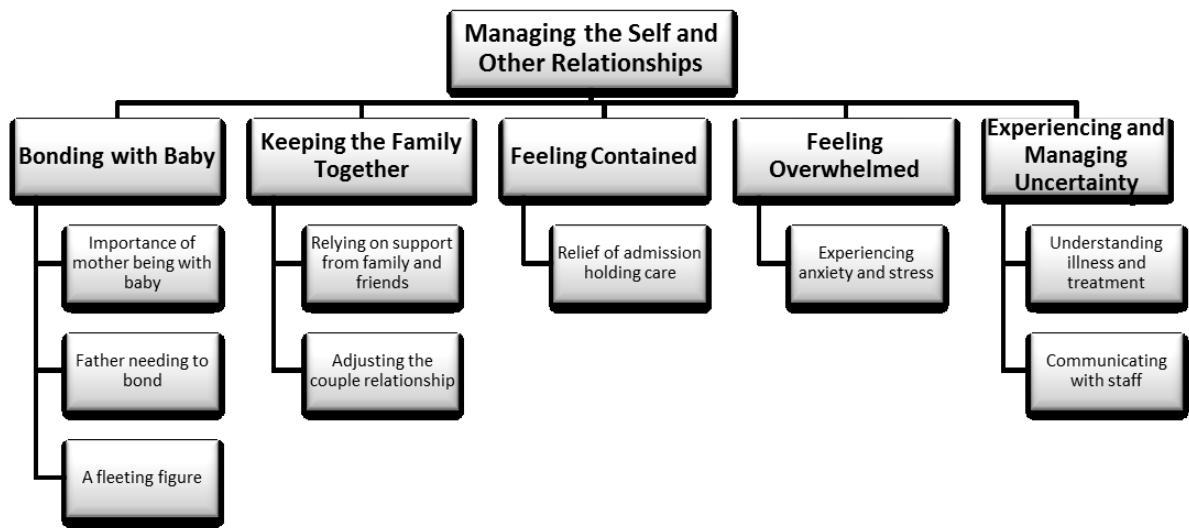 Managing the Self and
Other Relationships
Bonding with Baby
Keeping the Family
Together
Feeling Contained
Feeling
Overwhelmed
Experiencing and
Managing
Uncertainty
Importance of
mother being with
baby
Relying on support
from family and
friends
Relief of admission
holding care
Experiencing
anxiety and stress
Understanding
illness and
treatment
Father needing to
bond
Adjusting the
couple relationship
Communicating
with staff
A fleeting figure